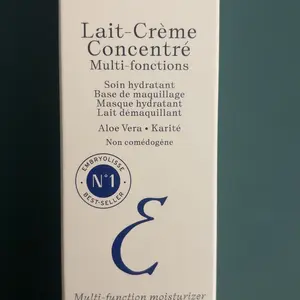 Lait-Crème
Concentré
Multi-fonctions
Soin hydratant
Base de maquillage
Masque hydratant
Lait démaquillant
Aloe Vera • Karité
Non comédogène
EMBRYOLISSE
N°1
BEST-SELLER
E
Multi-function moisturizer